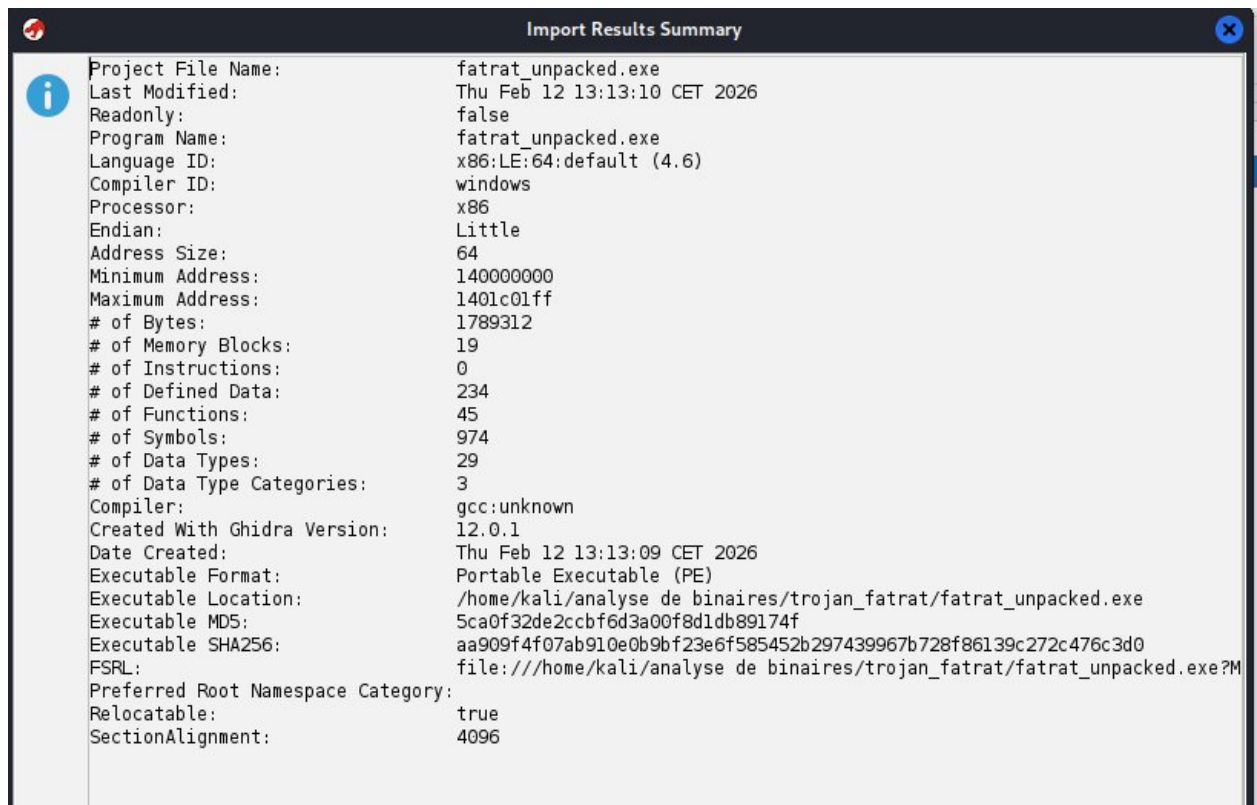 Import Results Summary
Project File Name: fatrat_unpacked.exe
Last Modified: Thu Feb 12 13:13:10 CET 2026
Readonly: false
Program Name: fatrat_unpacked.exe
Language ID: x86:LE:64:default (4.6)
Compiler ID: windows
Processor: x86
Endian: Little
Address Size: 64
Minimum Address: 140000000
Maximum Address: 1401c01ff
# of Bytes: 1789312
# of Memory Blocks: 19
# of Instructions: 0
# of Defined Data: 234
# of Functions: 45
# of Symbols: 974
# of Data Types: 29
# of Data Type Categories: 3
Compiler: gcc:unknown
Created With Ghidra Version: 12.0.1
Date Created: Thu Feb 12 13:13:09 CET 2026
Executable Format: Portable Executable (PE)
Executable Location: /home/kali/analyse de binaires/trojan_fatrat/fatrat_unpacked.exe
Executable MD5: 5ca0f32de2ccbf6d3a00f8d1db89174f
Executable SHA256: aa909f4f07ab910e0b9bf23e6f585452b297439967b728f86139c272c476c3d0
FSRL: file:///home/kali/analyse de binaires/trojan_fatrat/fatrat_unpacked.exe?M
Preferred Root Namespace Category:
Relocatable: true
SectionAlignment: 4096